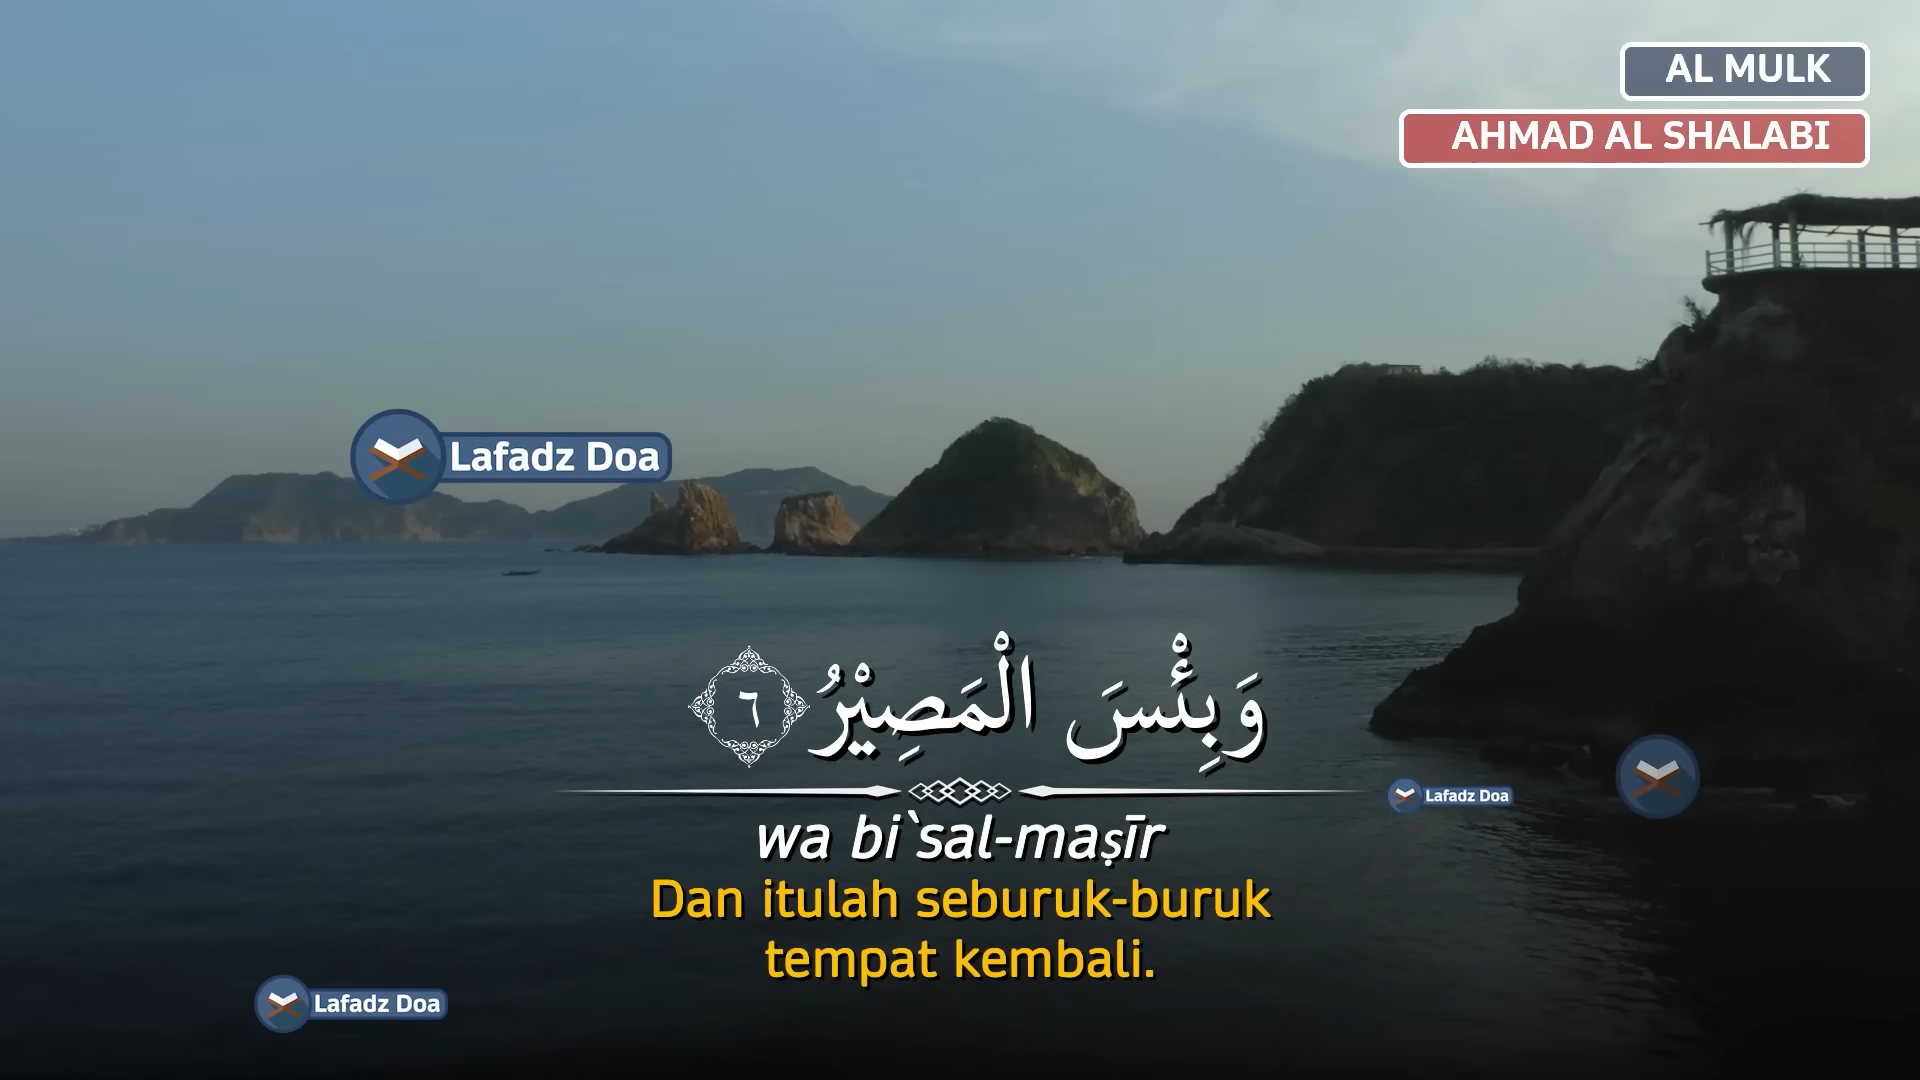 AL MULK
AHMAD AL SHALABI
Lafadz Doa
وَبِئْسَ الْمَصِيْرُ ٦
Lafadz Doa
wa bi`sal-maṣīr
Dan itulah seburuk-buruk
tempat kembali.
Lafadz Doa